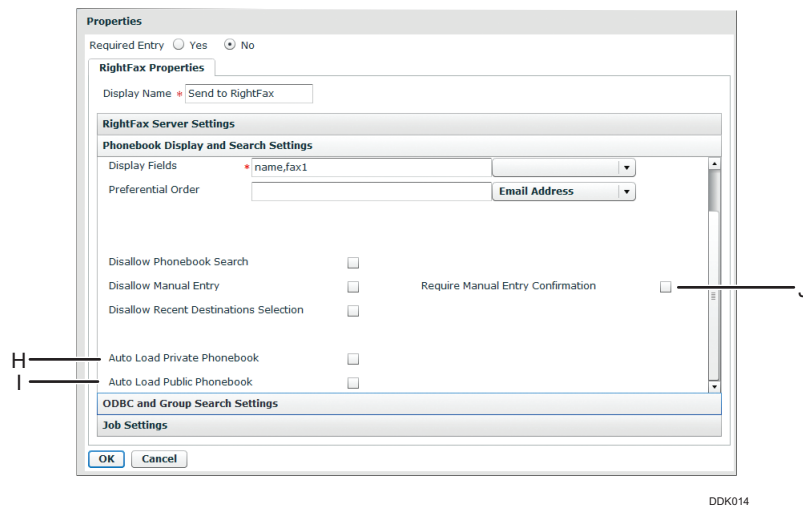 Properties
Required Entry Yes No
RightFax Properties
Display Name * Send to RightFax
RightFax Server Settings
Phonebook Display and Search Settings
Display Fields * name,fax1
Preferential Order Email Address
Disallow Phonebook Search
Disallow Manual Entry Require Manual Entry Confirmation
Disallow Recent Destinations Selection
H Auto Load Private Phonebook
I Auto Load Public Phonebook
ODBC and Group Search Settings
Job Settings
OK Cancel
DDK014